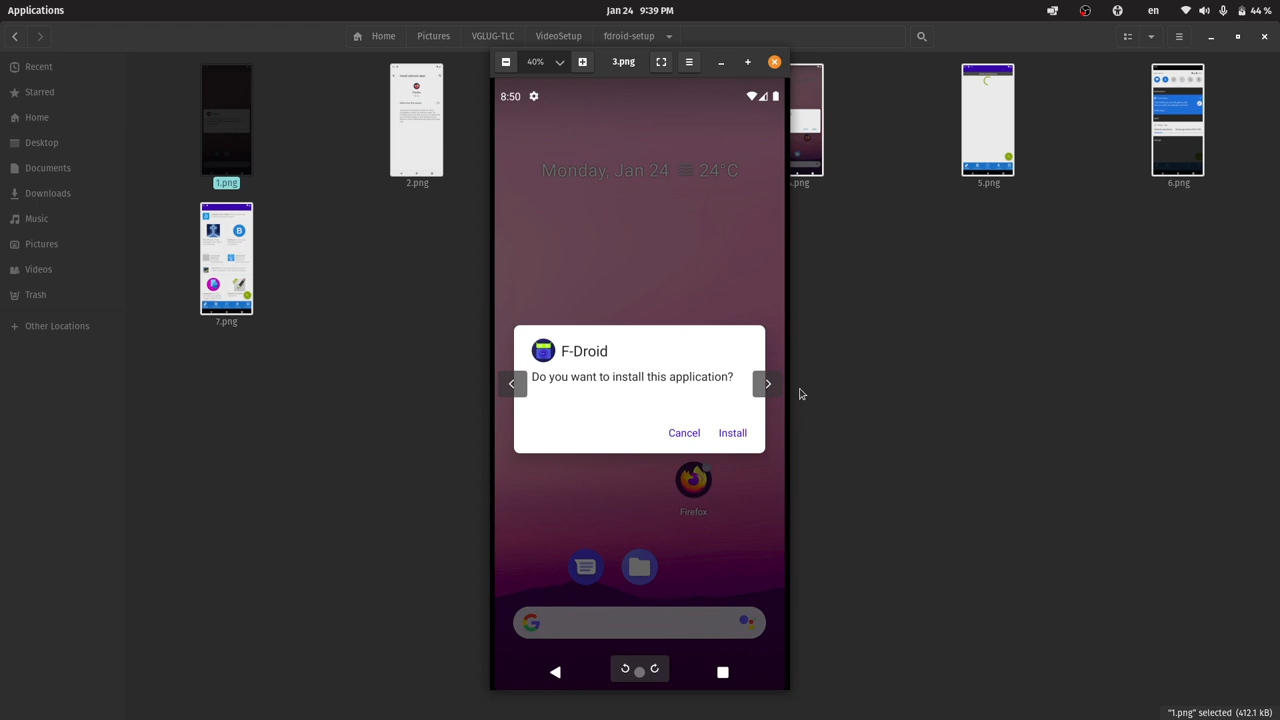 Applications
Jan 24 9:39 PM
en
44 %
Home
Pictures
VGLUG-TLC
VideoSetup
fdroid-setup
Recent
Starred
Home
Desktop
Documents
Downloads
Music
Pictures
Videos
Trash
Other Locations
1.png
2.png
5.png
6.png
7.png
40%
3.png
8:50
Monday, Jan
24°C
F-Droid
Do you want to install this application?
Cancel
Install
Firefox
"1.png" selected (412.1 kB)